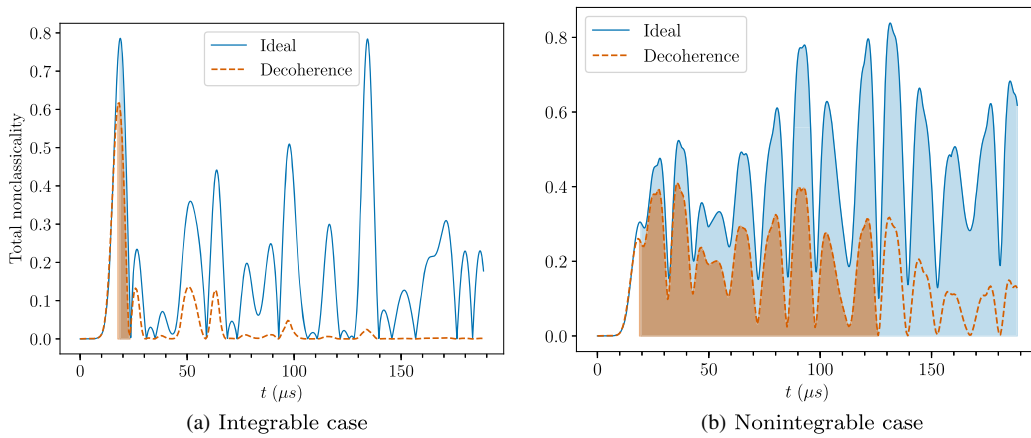 Total nonclassicality
0.8
0.7
0.6
0.5
0.4
0.3
0.2
0.1
0.0
Ideal
Decoherence
0
50
100
150
t (μs)
(a) Integrable case
0.8
0.6
0.4
0.2
0.0
Ideal
Decoherence
0
50
100
150
t (μs)
(b) Nonintegrable case